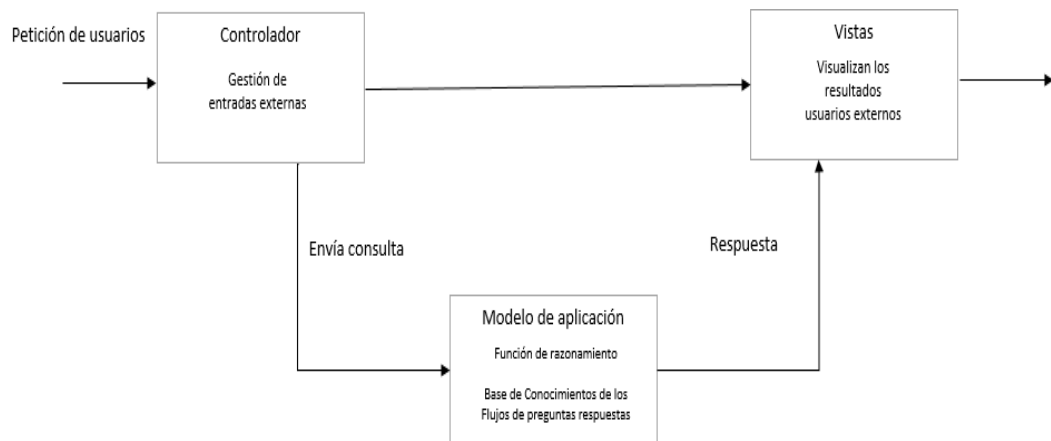 Petición de usuarios
Controlador
Gestión de
entradas externas
Vistas
Visualizan los
resultados
usuarios externos
Envía consulta
Respuesta
Modelo de aplicación
Función de razonamiento
Base de Conocimientos de los
Flujos de preguntas respuestas